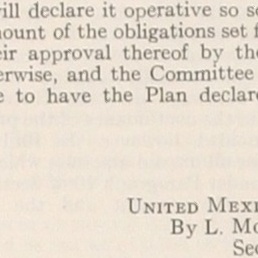 will declare it operative so s
mount of the obligations set f
eir approval thereof by the
erwise, and the Committee
e to have the Plan declare
UNITED MEXI
By L. Mo
Sec